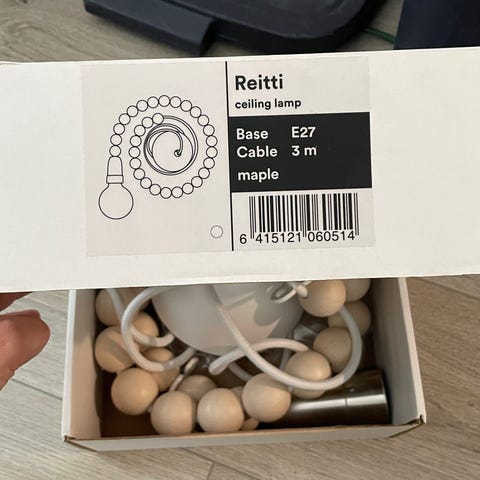 Reitti
ceiling lamp
Base E27
Cable 3 m
maple
6 415121 060514